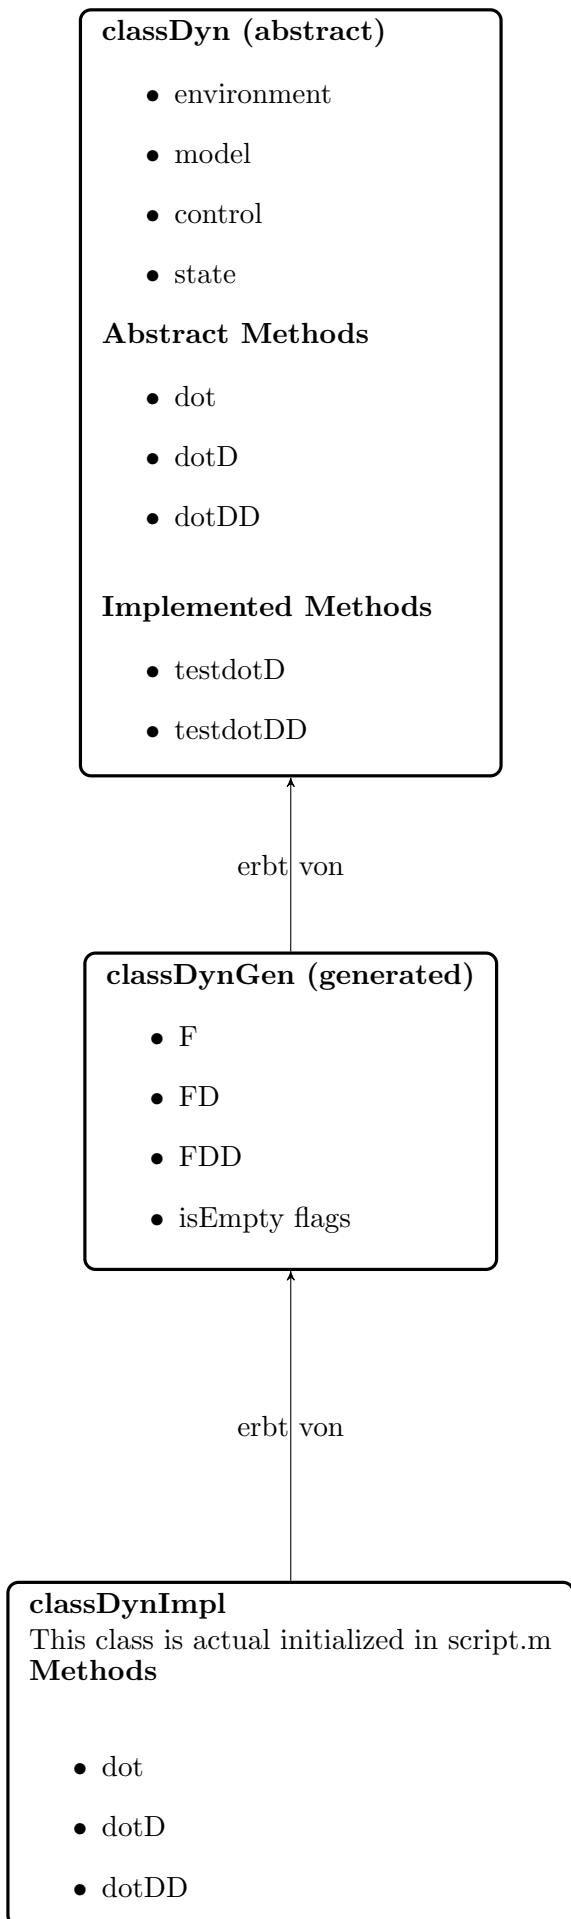 classDyn (abstract)
• environment
• model
• control
• state
Abstract Methods
• dot
• dotD
• dotDD
Implemented Methods
• testdotD
• testdotDD
erbt von
classDynGen (generated)
• F
• FD
• FDD
• isEmpty flags
erbt von
classDynImpl
This class is actual initialized in script.m
Methods
• dot
• dotD
• dotDD